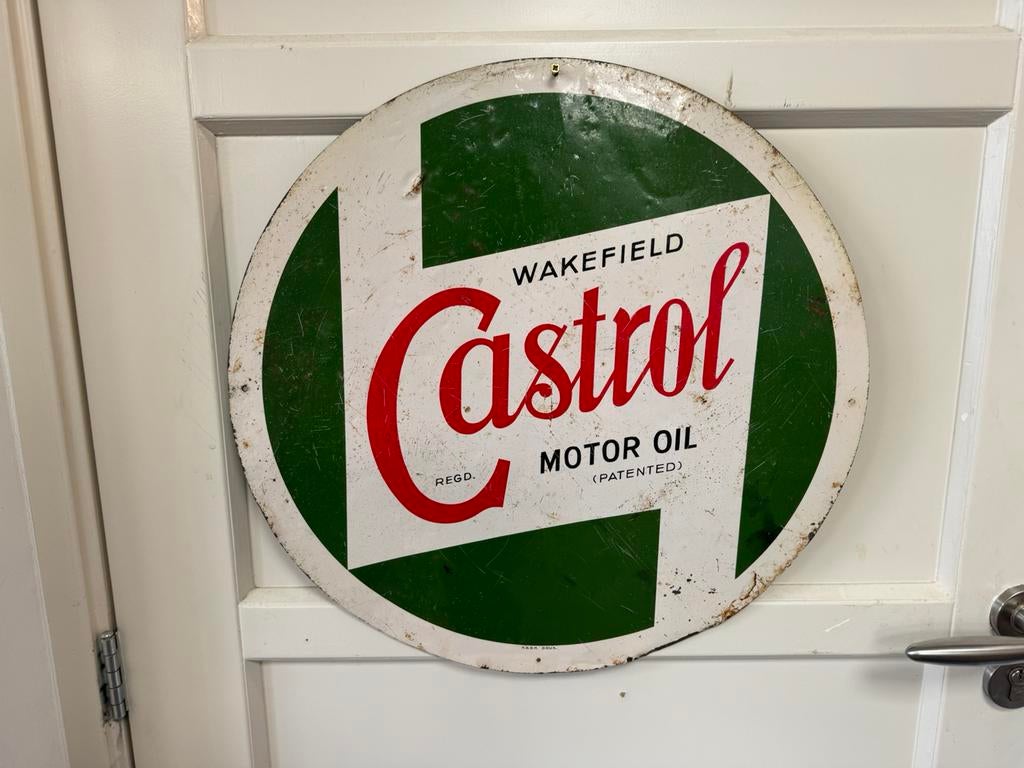 WAKEFIELD
Castrol
MOTOR OIL
REGD. (PATENTED)